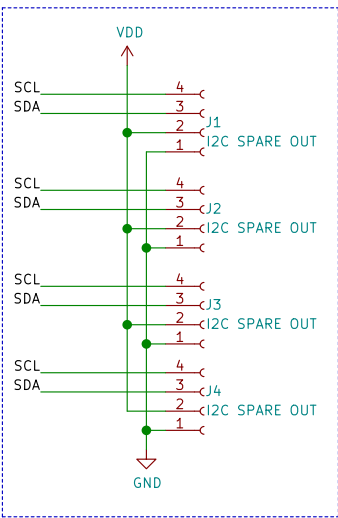 VDD
SCL 4
SDA 3
J1
2
I2C SPARE OUT
1
SCL 4
SDA 3 J2
2 I2C SPARE OUT
1
SCL 4
SDA 3 J3
2 I2C SPARE OUT
1
SCL 4
SDA 3 J4
2 I2C SPARE OUT
1
GND